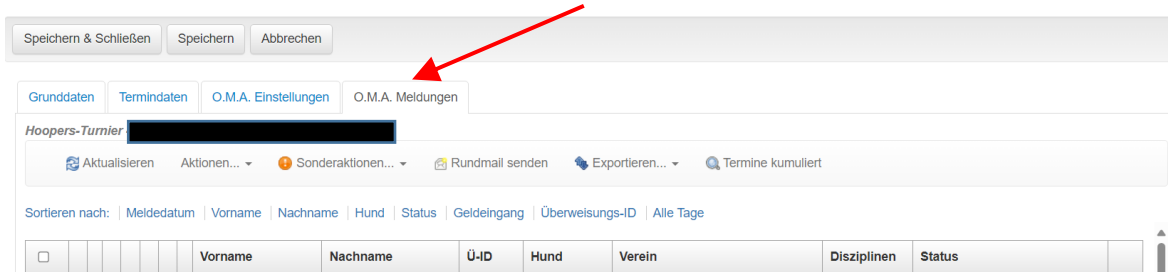 Speichern & Schließen Speichern Abbrechen
Grunddaten Termindaten O.M.A. Einstellungen O.M.A. Meldungen
Hoopers-Turnier
Aktualisieren Aktionen... Sonderaktionen... Rundmail senden Exportieren... Termine kumuliert
Sortieren nach: | Meldedatum | Vorname | Nachname | Hund | Status | Geldeingang | Überweisungs-ID | Alle Tage
Vorname Nachname Ü-ID Hund Verein Disziplinen Status